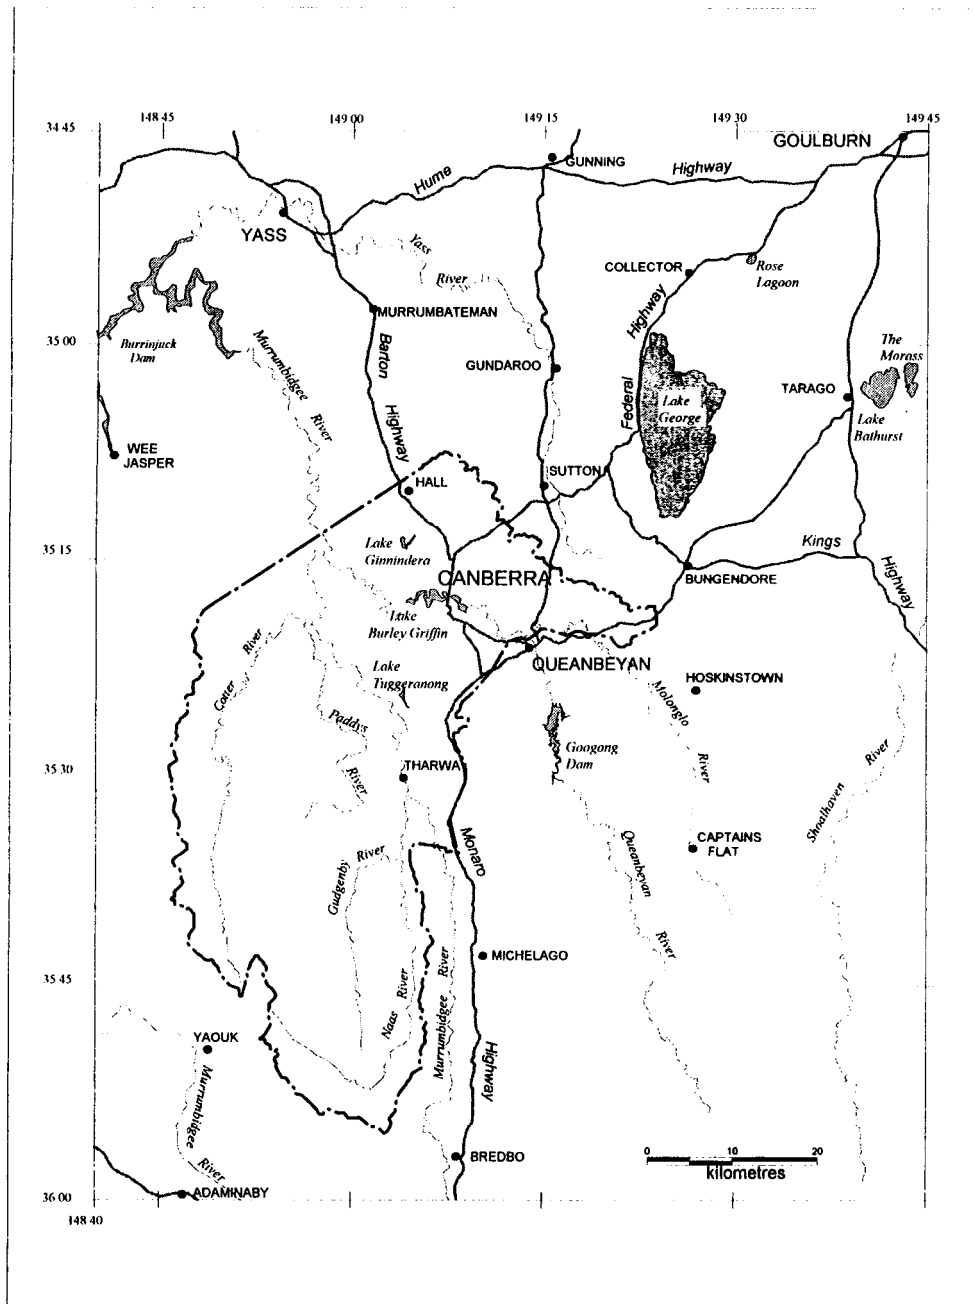 148 45
149 00
149 15
149 30
149 45
34 45
GOULBURN
GUNNING
Hume
Highway
YASS
Yass
River
COLLECTOR
Rose
Lagoon
MURRUMBATEMAN
Highway
Federal
35 00
Burrinjuck
Dam
Murrumbidgee
River
Barton
Highway
GUNDAROO
Lake
George
The
Morass
TARAGO
Lake
Bathurst
WEE
JASPER
HALL
SUTTON
35 15
Lake
Ginnindera
CANBERRA
BUNGENDORE
Kings
Highway
Lake
Burley Griffin
QUEANBEYAN
Cotter
River
Lake
Tuggeranong
HOSKINSTOWN
Molonglo
River
Paddys
River
Googong
Dam
35 30
THARWA
Shoalhaven
River
Monaro
Highway
CAPTAINS
FLAT
Queanbeyan
River
Gudgenby
River
MICHELAGO
35 45
Naas
River
Murrumbidgee
River
YAOUK
Murrumbidgee
River
BREDBO
0 10 20
kilometres
36 00
ADAMINABY
148 40